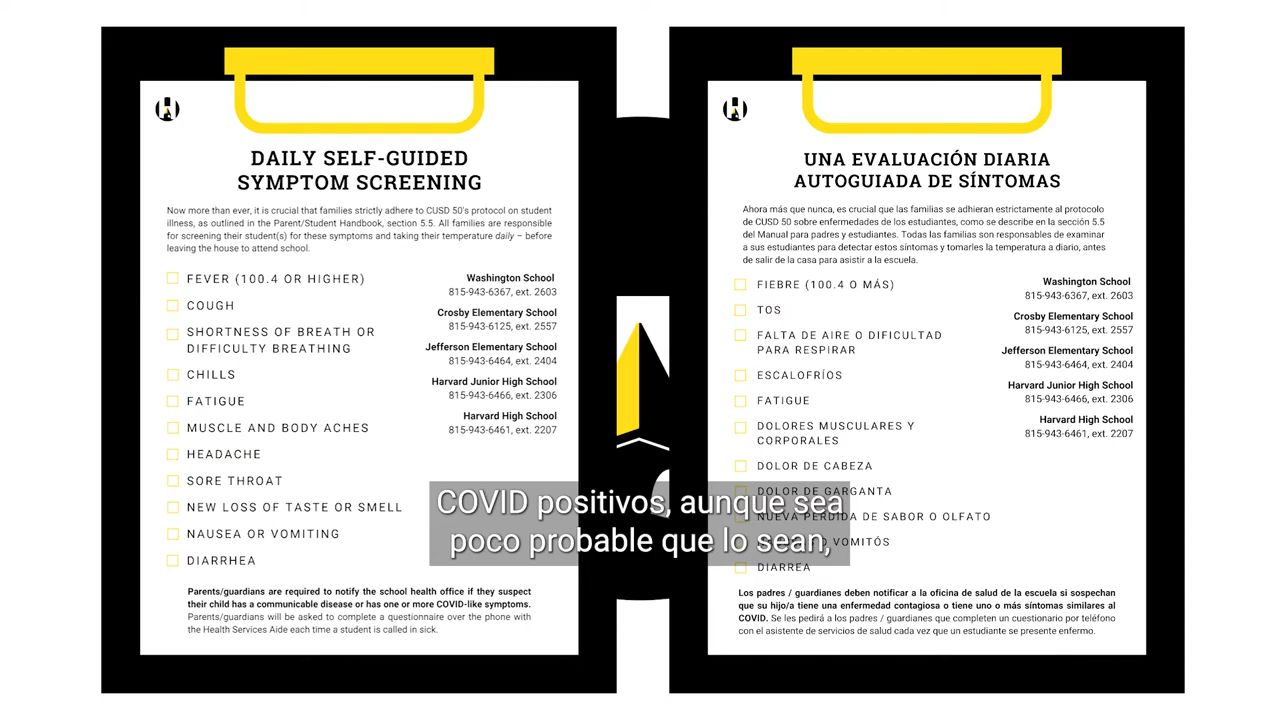 DAILY SELF-GUIDED
SYMPTOM SCREENING
Now more than ever, it is crucial that families strictly adhere to CUSD 50's protocol on student
illness, as outlined in the Parent/Student Handbook, section 5.5. All families are responsible
for screening their student(s) for these symptoms and taking their temperature daily – before
leaving the house to attend school.
FEVER (100.4 OR HIGHER)
COUGH
SHORTNESS OF BREATH OR
DIFFICULTY BREATHING
CHILLS
FATIGUE
MUSCLE AND BODY ACHES
HEADACHE
SORE THROAT
NEW LOSS OF TASTE OR SMELL
NAUSEA OR VOMITING
DIARRHEA
Washington School
815-943-6367, ext. 2603
Crosby Elementary School
815-943-6125, ext. 2557
Jefferson Elementary School
815-943-6464, ext. 2404
Harvard Junior High School
815-943-6466, ext. 2306
Harvard High School
815-943-6461, ext. 2207
Parents/guardians are required to notify the school health office if they suspect
their child has a communicable disease or has one or more COVID-like symptoms.
Parents/guardians will be asked to complete a questionnaire over the phone with
the Health Services Aide each time a student is called in sick.
UNA EVALUACIÓN DIARIA
AUTOGUIADA DE SÍNTOMAS
Ahora más que nunca, es crucial que las familias se adhieran estrictamente al protocolo
de CUSD 50 sobre enfermedades de los estudiantes, como se describe en la sección 5.5
del Manual para padres y estudiantes. Todas las familias son responsables de examinar
a sus estudiantes para detectar estos síntomas y tomarles la temperatura a diario, antes
de salir de la casa para asistir a la escuela.
FIEBRE (100.4 O MÁS)
TOS
FALTA DE AIRE O DIFICULTAD
PARA RESPIRAR
ESCALOFRÍOS
FATIGUE
DOLORES MUSCULARES Y
CORPORALES
DOLOR DE CABEZA
DOLOR DE GARGANTA
NUEVA PÉRDIDA DE SABOR O OLFATO
O VOMITÓS
DIARREA
Washington School
815-943-6367, ext. 2603
Crosby Elementary School
815-943-6125, ext. 2557
Jefferson Elementary School
815-943-6464, ext. 2404
Harvard Junior High School
815-943-6466, ext. 2306
Harvard High School
815-943-6461, ext. 2207
Los padres / guardianes deben notificar a la oficina de salud de la escuela si sospechan
que su hijo/a tiene una enfermedad contagiosa o tiene uno o más síntomas similares al
COVID. Se les pedirá a los padres / guardianes que completen un cuestionario por teléfono
con el asistente de servicios de salud cada vez que un estudiante se presente enfermo.
COVID positivos, aunque sea
poco probable que lo sean,